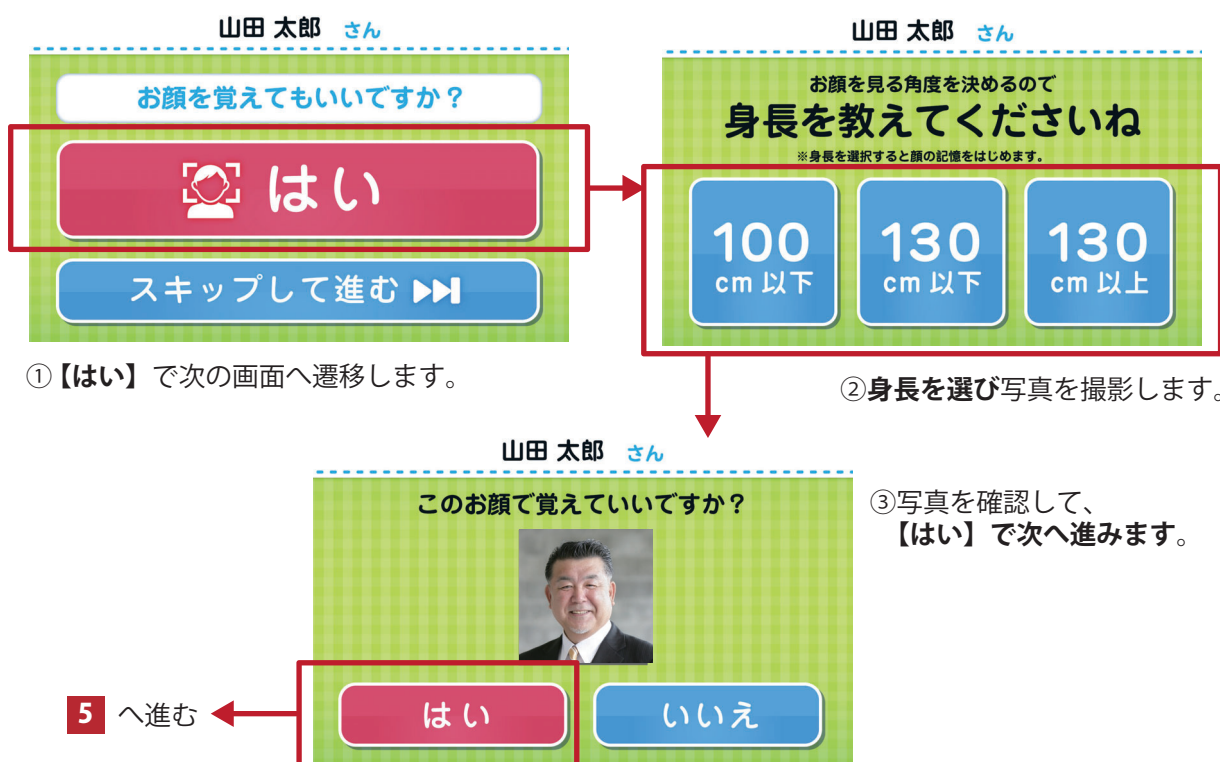 山田 太郎 さん
お顔を覚えてもいいですか？
はい
スキップして進む
①【はい】で次の画面へ遷移します。
山田 太郎 さん
お顔を見る角度を決めるので
身長を教えてくださいね
※身長を選択すると顔の記憶をはじめます。
100 cm 以下
130 cm 以下
130 cm 以上
②身長を選び写真を撮影します。
山田 太郎 さん
このお顔で覚えていいですか？
はい
いいえ
③写真を確認して、
【はい】で次へ進みます。
5 へ進む